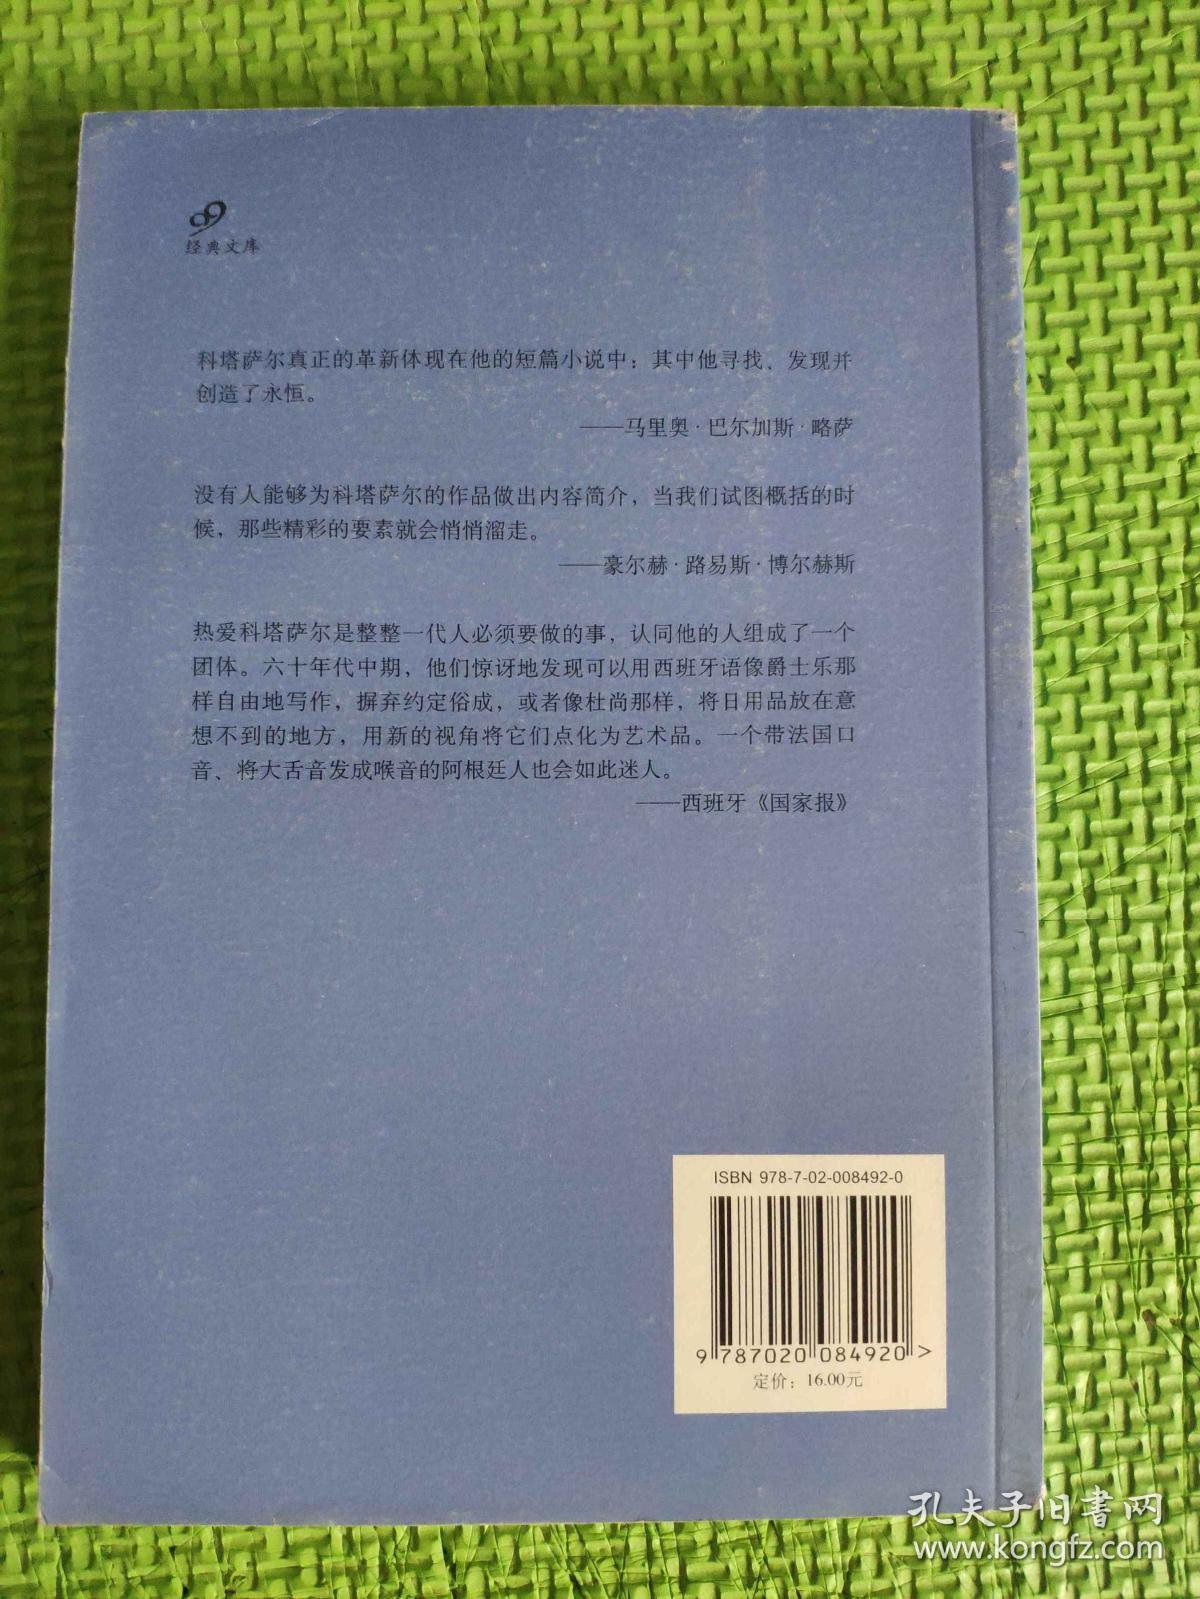 99
经典文库
科塔萨尔真正的革新体现在他的短篇小说中：其中他寻找、发现并
创造了永恒。
——马里奥·巴尔加斯·略萨
没有人能够为科塔萨尔的作品做出内容简介，当我们试图概括的时
候，那些精彩的要素就会悄悄溜走。
——豪尔赫·路易斯·博尔赫斯
热爱科塔萨尔是整整一代人必须要做的事，认同他的人组成了一个
团体。六十年代中期，他们惊讶地发现可以用西班牙语像爵士乐那
样自由地写作，摒弃约定俗成，或者像杜尚那样，将日用品放在意
想不到的地方，用新的视角将它们点化为艺术品。一个带法国口
音、将大舌音发成喉音的阿根廷人也会如此迷人。
——西班牙《国家报》
ISBN 978-7-02-008492-0
9 787020 084920 >
定价：16.00元
孔夫子旧書网
www.kongfz.com